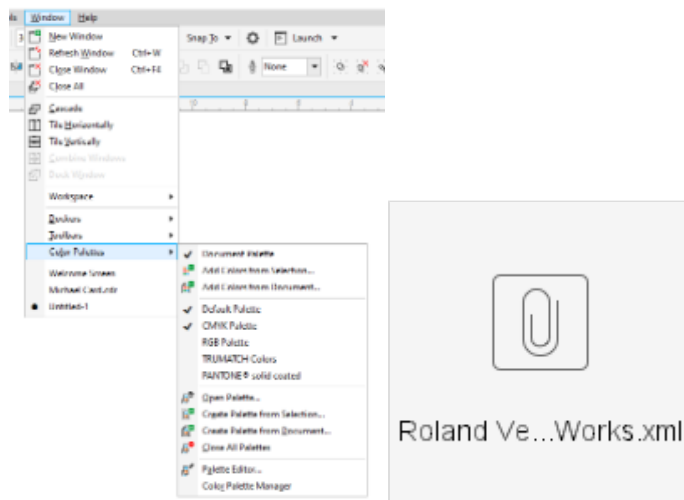 Window Help
New Window
Refresh Window Ctrl+W
Close Window Ctrl+F4
Close All
Cascade
Tile Horizontally
Tile Vertically
Combine Windows
Dock Window
Workspace
Dockers
Toolbars
Color Palettes
Welcome Screen
Michael Card.cdr
Untitled-1
Snap To Launch
None
Document Palette
Add Colors from Selection...
Add Colors from Document...
Default Palette
CMYK Palette
RGB Palette
TRUMATCH Colors
PANTONE® solid coated
Open Palette...
Create Palette from Selection...
Create Palette from Document...
Close All Palettes
Palette Editor...
Color Palette Manager
Roland Ve...Works.xml